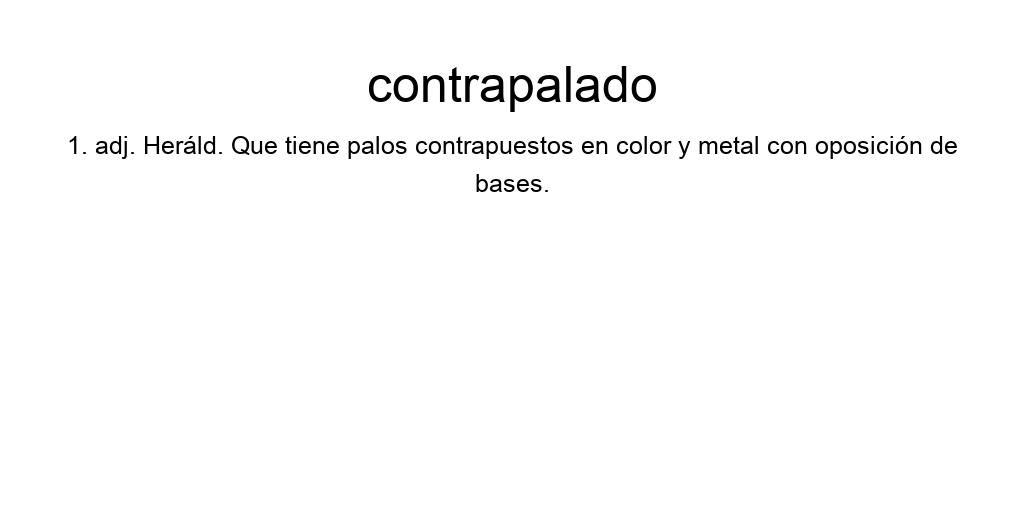 contrapalado
1. adj. Heráld. Que tiene palos contrapuestos en color y metal con oposición de
bases.